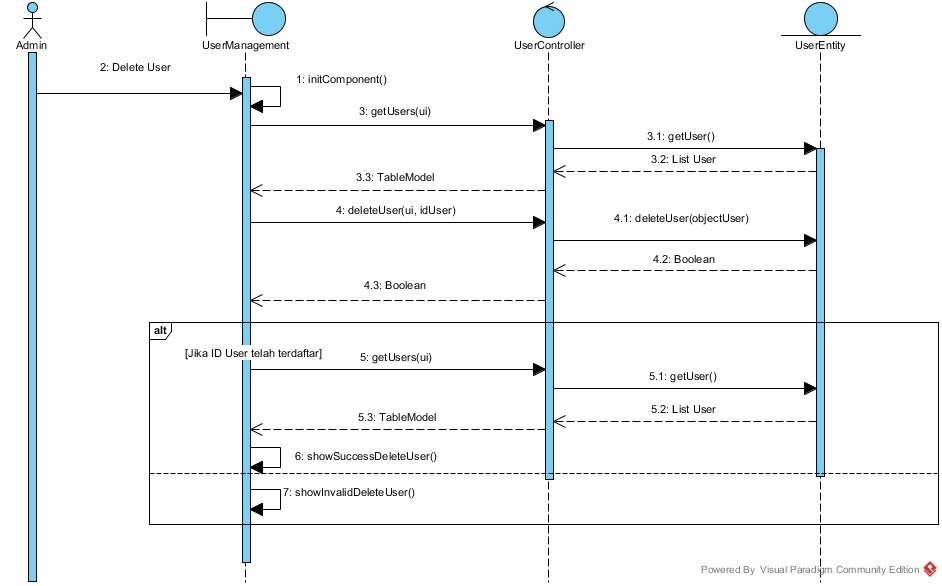 Admin
UserManagement
UserController
UserEntity
2: Delete User
1: initComponent()
3: getUsers(ui)
3.1: getUser()
3.2: List User
3.3: TableModel
4: deleteUser(ui, idUser)
4.1: deleteUser(objectUser)
4.2: Boolean
4.3: Boolean
alt
[Jika ID User telah terdaftar]
5: getUsers(ui)
5.1: getUser()
5.2: List User
5.3: TableModel
6: showSuccessDeleteUser()
7: showInvalidDeleteUser()
Powered By Visual Paradigm Community Edition